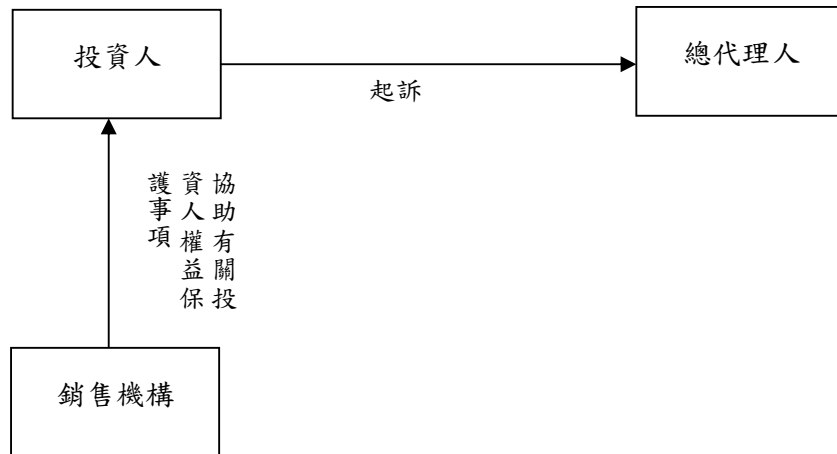 投資人
總代理人
起訴
協助有關投
資人權益保
護事項
銷售機構